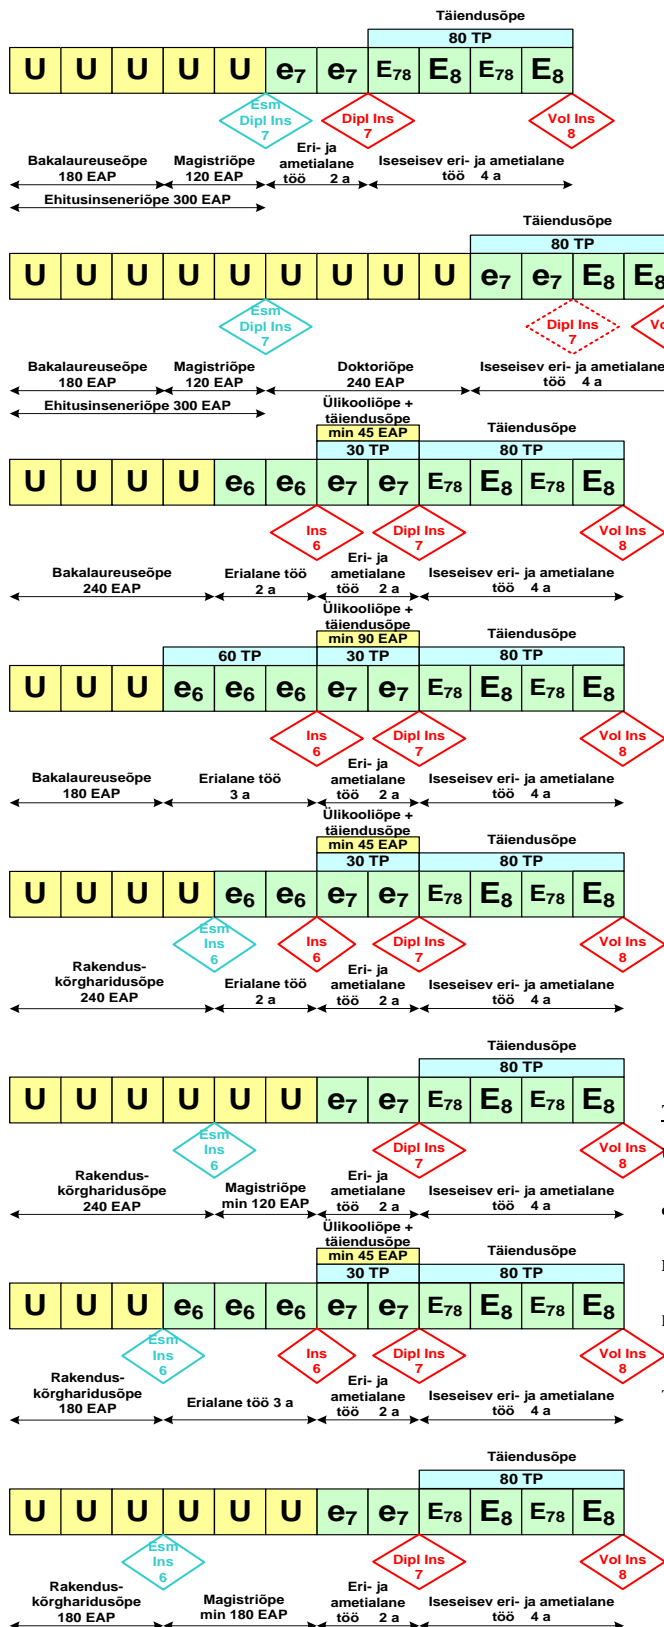 Täiendusõpe
80 TP
U U U U U e7 e7 E78 E8 E78 E8
Esm
Dipl Ins
7
Dipl Ins
7
Vol Ins
8
Bakalaureuseõpe
180 EAP
Magistriõpe
120 EAP
Eri- ja
ametialane
töö 2 a
Iseseisev eri- ja ametialane
töö 4 a
Ehitusinseneriõpe 300 EAP
Täiendusõpe
80 TP
U U U U U U U U U e7 e7 E8 E8
Esm
Dipl Ins
7
Dipl Ins
7
Bakalaureuseõpe
180 EAP
Magistriõpe
120 EAP
Doktoriõpe
240 EAP
Iseseisev eri- ja ametialane
töö 4 a
Ehitusinseneriõpe 300 EAP
Ülikooliõpe +
täiendusõpe
min 45 EAP
30 TP
Täiendusõpe
80 TP
U U U U e6 e6 e7 e7 E78 E8 E78 E8
Ins
6
Dipl Ins
7
Vol Ins
8
Bakalaureuseõpe
240 EAP
Erialane töö
2 a
Eri- ja
ametialane
töö 2 a
Iseseisev eri- ja ametialane
töö 4 a
Ülikooliõpe +
täiendusõpe
min 90 EAP
60 TP
30 TP
Täiendusõpe
80 TP
U U U e6 e6 e6 e7 e7 E78 E8 E78 E8
Ins
6
Dipl Ins
7
Vol Ins
8
Bakalaureuseõpe
180 EAP
Erialane töö
3 a
Eri- ja
ametialane
töö 2 a
Iseseisev eri- ja ametialane
töö 4 a
Ülikooliõpe +
täiendusõpe
min 45 EAP
30 TP
Täiendusõpe
80 TP
U U U U e6 e6 e7 e7 E78 E8 E78 E8
Esm
Ins
6
Ins
6
Dipl Ins
7
Vol Ins
8
Rakendus-
kõrgharidusõpe
240 EAP
Erialane töö
2 a
Eri- ja
ametialane
töö 2 a
Iseseisev eri- ja ametialane
töö 4 a
Täiendusõpe
80 TP
U U U U U U e7 e7 E78 E8 E78 E8
Esm
Ins
6
Dipl Ins
7
Vol Ins
8
Rakendus-
kõrgharidusõpe
240 EAP
Magistriõpe
min 120 EAP
Eri- ja
ametialane
töö 2 a
Iseseisev eri- ja ametialane
töö 4 a
Ülikooliõpe +
täiendusõpe
min 45 EAP
30 TP
Täiendusõpe
80 TP
U U U e6 e6 e6 e7 e7 E78 E8 E78 E8
Esm
Ins
6
Ins
6
Dipl Ins
7
Vol Ins
8
Rakendus-
kõrgharidusõpe
180 EAP
Erialane töö 3 a
Eri- ja
ametialane
töö 2 a
Iseseisev eri- ja ametialane
töö 4 a
Täiendusõpe
80 TP
U U U U U U e7 e7 E78 E8 E78 E8
Esm
Ins
6
Dipl Ins
7
Vol Ins
8
Rakendus-
kõrgharidusõpe
180 EAP
Magistriõpe
min 180 EAP
Eri- ja
ametialane
töö 2 a
Iseseisev eri- ja ametialane
töö 4 a